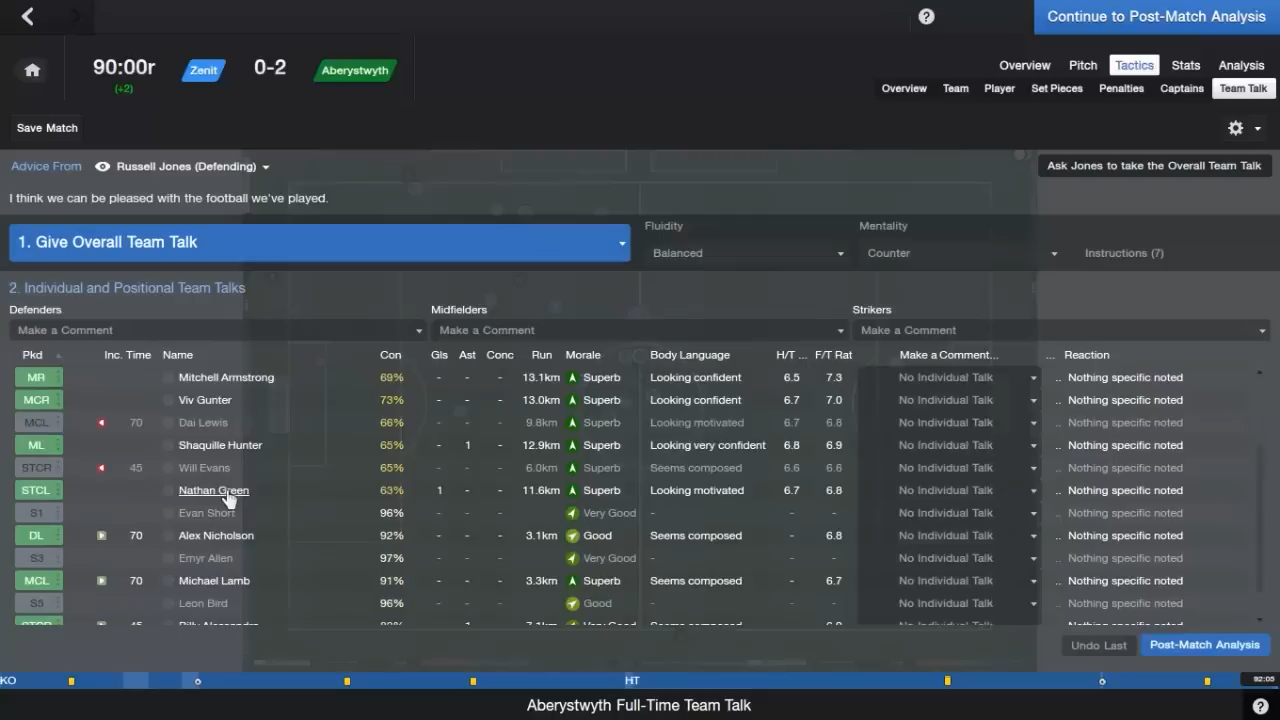 Continue to Post-Match Analysis
90:00r
(+2)
Zenit
0-2
Aberystwyth
Overview Pitch Tactics Stats Analysis
Overview Team Player Set Pieces Penalties Captains Team Talk
Save Match
Advice From Russell Jones (Defending)
Ask Jones to take the Overall Team Talk
I think we can be pleased with the football we've played.
1. Give Overall Team Talk
Fluidity
Balanced
Mentality
Counter
Instructions (7)
2. Individual and Positional Team Talks
Defenders Midfielders Strikers
Make a Comment Make a Comment Make a Comment
Pkd Inc. Time Name Con Gls Ast Conc Run Morale Body Language H/T ... F/T Rat Make a Comment... ... Reaction
MR Mitchell Armstrong 69% - - - 13.1km Superb Looking confident 6.5 7.3 No Individual Talk .. Nothing specific noted
MCR Viv Gunter 73% - - - 13.0km Superb Looking confident 6.7 7.0 No Individual Talk .. Nothing specific noted
MCL 70 Dai Lewis 66% - - - 9.8km Superb Looking motivated 6.7 6.8 No Individual Talk .. Nothing specific noted
ML Shaquille Hunter 65% - 1 - 12.9km Superb Looking very confident 6.8 6.9 No Individual Talk .. Nothing specific noted
STCR 45 Will Evans 65% - - - 6.0km Superb Seems composed 6.6 6.6 No Individual Talk .. Nothing specific noted
STCL Nathan Green 63% 1 - - 11.6km Superb Looking motivated 6.7 6.8 No Individual Talk .. Nothing specific noted
S1 Evan Short 96% Very Good - - - No Individual Talk .. Nothing specific noted
DL 70 Alex Nicholson 92% - - - 3.1km Good Seems composed - 6.8 No Individual Talk .. Nothing specific noted
S3 Emyr Allen 97% Very Good - - - No Individual Talk .. Nothing specific noted
MCL 70 Michael Lamb 91% - - - 3.3km Superb Seems composed - 6.7 No Individual Talk .. Nothing specific noted
S5 Leon Bird 96% Good - - - No Individual Talk .. Nothing specific noted
Undo Last Post-Match Analysis
KO HT 92:05
Aberystwyth Full-Time Team Talk